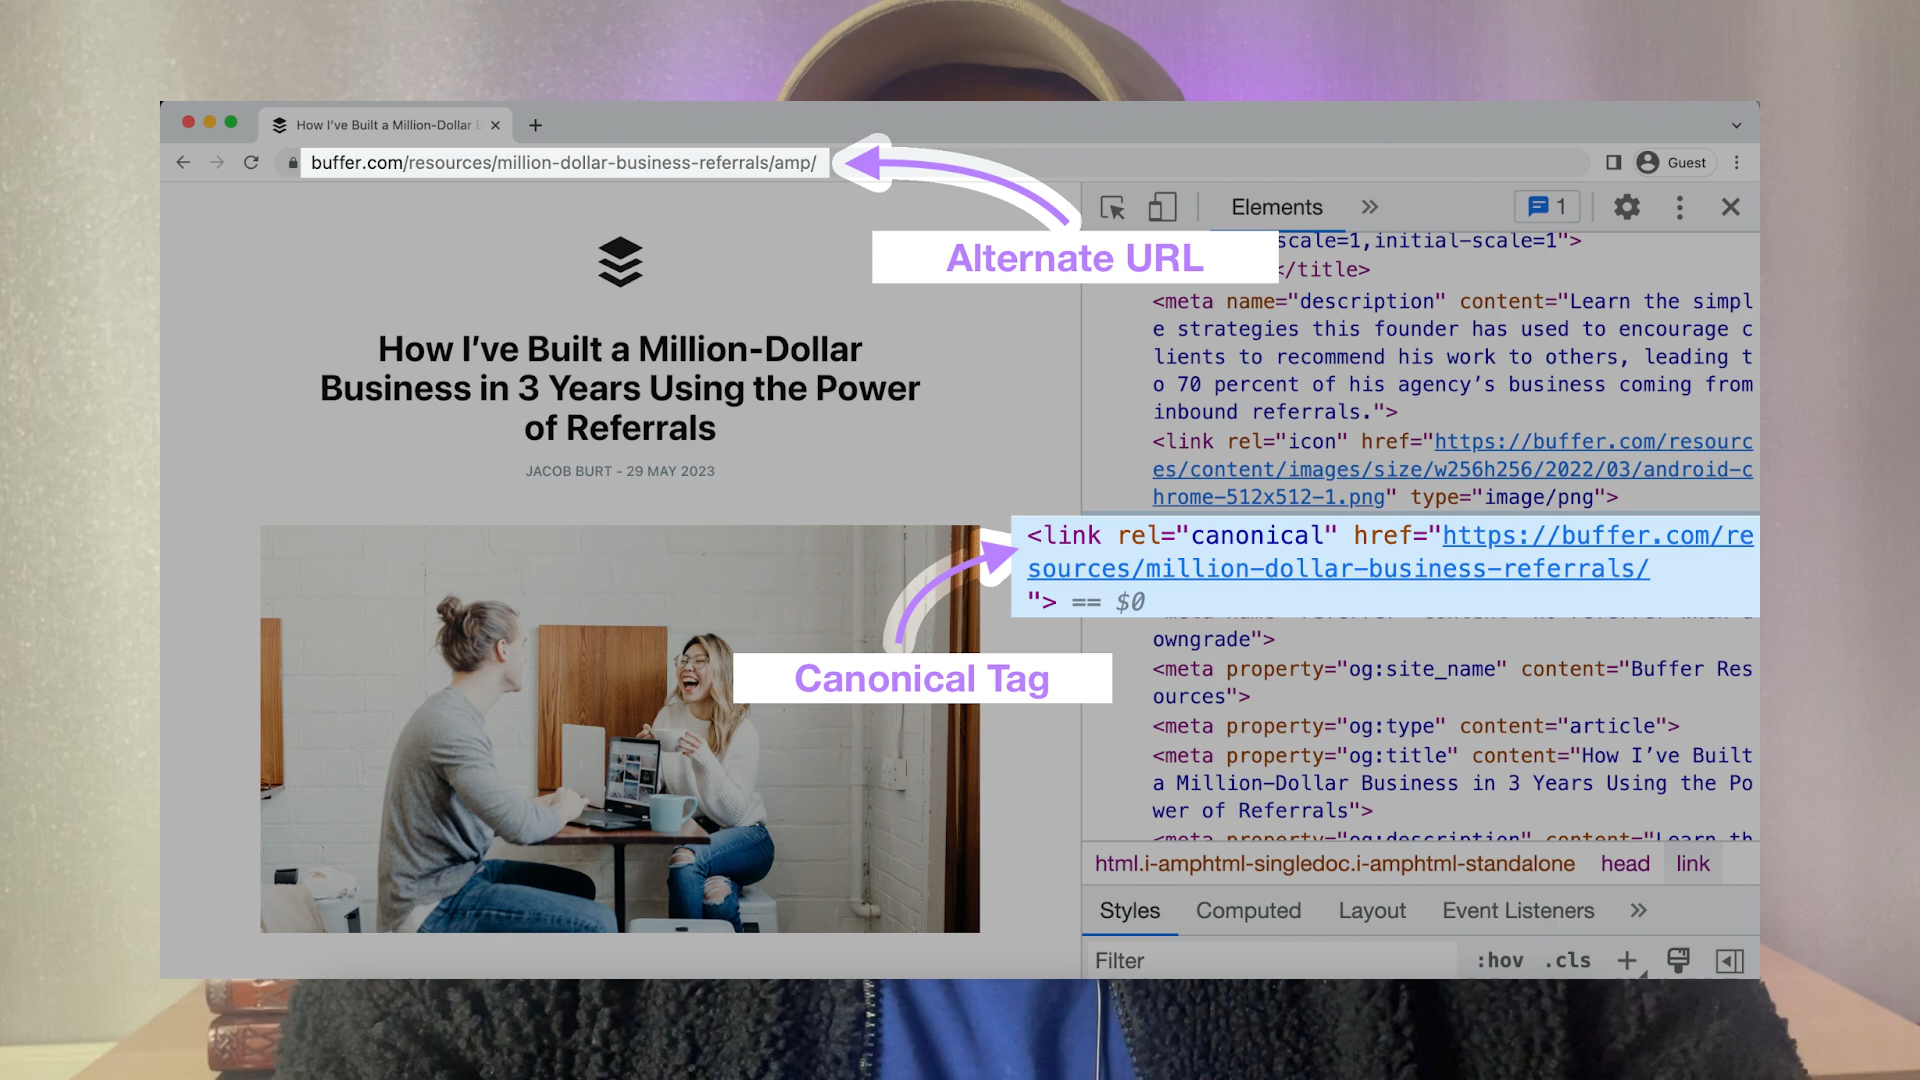 How I’ve Built a Million-Dollar
buffer.com/resources/million-dollar-business-referrals/amp/
Guest
Alternate URL
Elements
1
scale=1,initial-scale=1">
</title>
How I’ve Built a Million-Dollar
Business in 3 Years Using the Power
of Referrals
JACOB BURT - 29 MAY 2023
<meta name="description" content="Learn the simpl
e strategies this founder has used to encourage c
lients to recommend his work to others, leading t
o 70 percent of his agency’s business coming from
inbound referrals.">
<link rel="icon" href="https://buffer.com/resourc
es/content/images/size/w256h256/2022/03/android-c
hrome-512x512-1.png" type="image/png">
<link rel="canonical" href="https://buffer.com/re
sources/million-dollar-business-referrals/
"> == $0
Canonical Tag
owngrade">
<meta property="og:site_name" content="Buffer Res
ources">
<meta property="og:type" content="article">
<meta property="og:title" content="How I’ve Built
a Million-Dollar Business in 3 Years Using the Po
wer of Referrals">
<meta property="og:description" content="Learn th
html.i-amphtml-singledoc.i-amphtml-standalone head link
Styles Computed Layout Event Listeners
Filter
:hov .cls